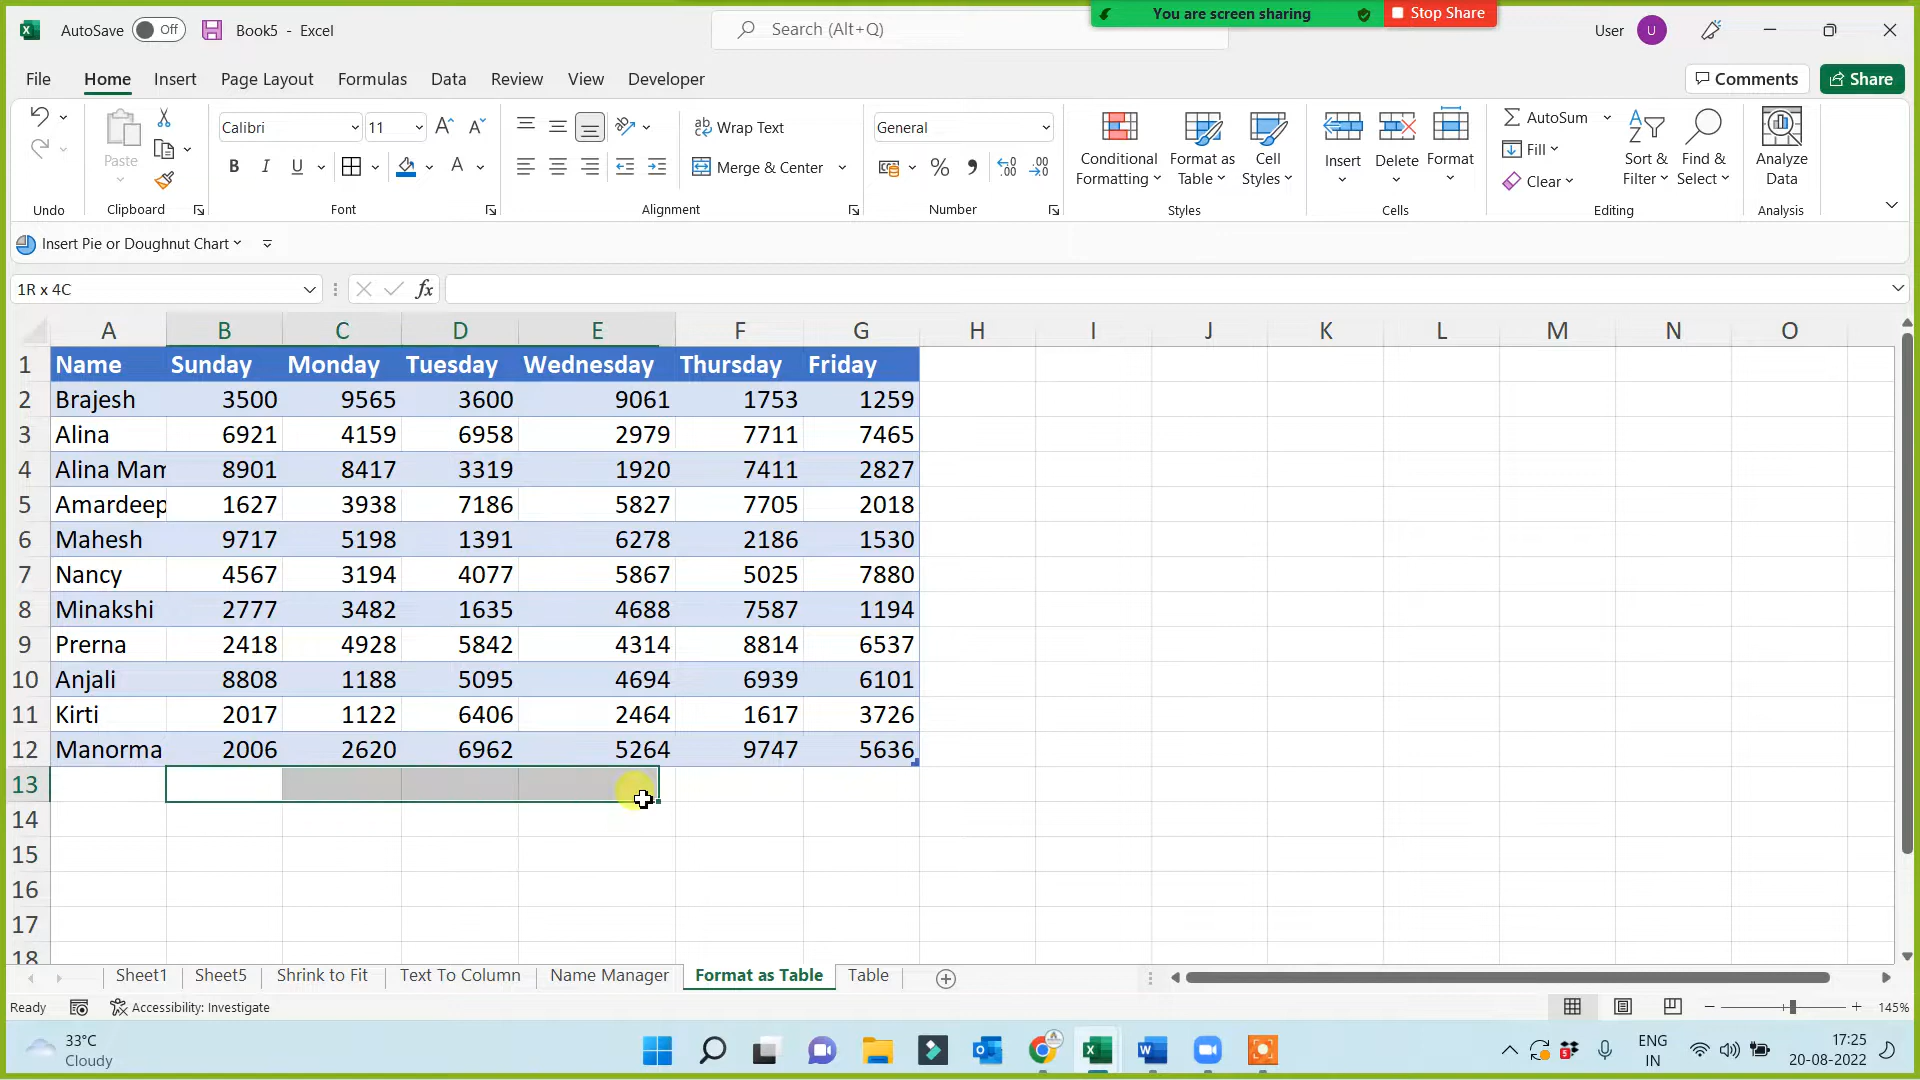 You are screen sharing Stop Share
AutoSave Off Book5 - Excel Search (Alt+Q) User U
File Home Insert Page Layout Formulas Data Review View Developer Comments Share
Calibri 11 Wrap Text General AutoSum
Paste B I U A Merge & Center % , Conditional Formatting Format as Table Cell Styles Insert Delete Format Fill Clear Sort & Filter Find & Select Analyze Data
Undo Clipboard Font Alignment Number Styles Cells Editing Analysis
Insert Pie or Doughnut Chart
1R x 4C fx
A B C D E F G H I J K L M N O
1 Name Sunday Monday Tuesday Wednesday Thursday Friday
2 Brajesh 3500 9565 3600 9061 1753 1259
3 Alina 6921 4159 6958 2979 7711 7465
4 Alina Mam 8901 8417 3319 1920 7411 2827
5 Amardeep 1627 3938 7186 5827 7705 2018
6 Mahesh 9717 5198 1391 6278 2186 1530
7 Nancy 4567 3194 4077 5867 5025 7880
8 Minakshi 2777 3482 1635 4688 7587 1194
9 Prerna 2418 4928 5842 4314 8814 6537
10 Anjali 8808 1188 5095 4694 6939 6101
11 Kirti 2017 1122 6406 2464 1617 3726
12 Manorma 2006 2620 6962 5264 9747 5636
13
14
15
16
17
18
Sheet1 Sheet5 Shrink to Fit Text To Column Name Manager Format as Table Table
Ready Accessibility: Investigate 145%
33°C ENG 17:25
Cloudy IN 20-08-2022